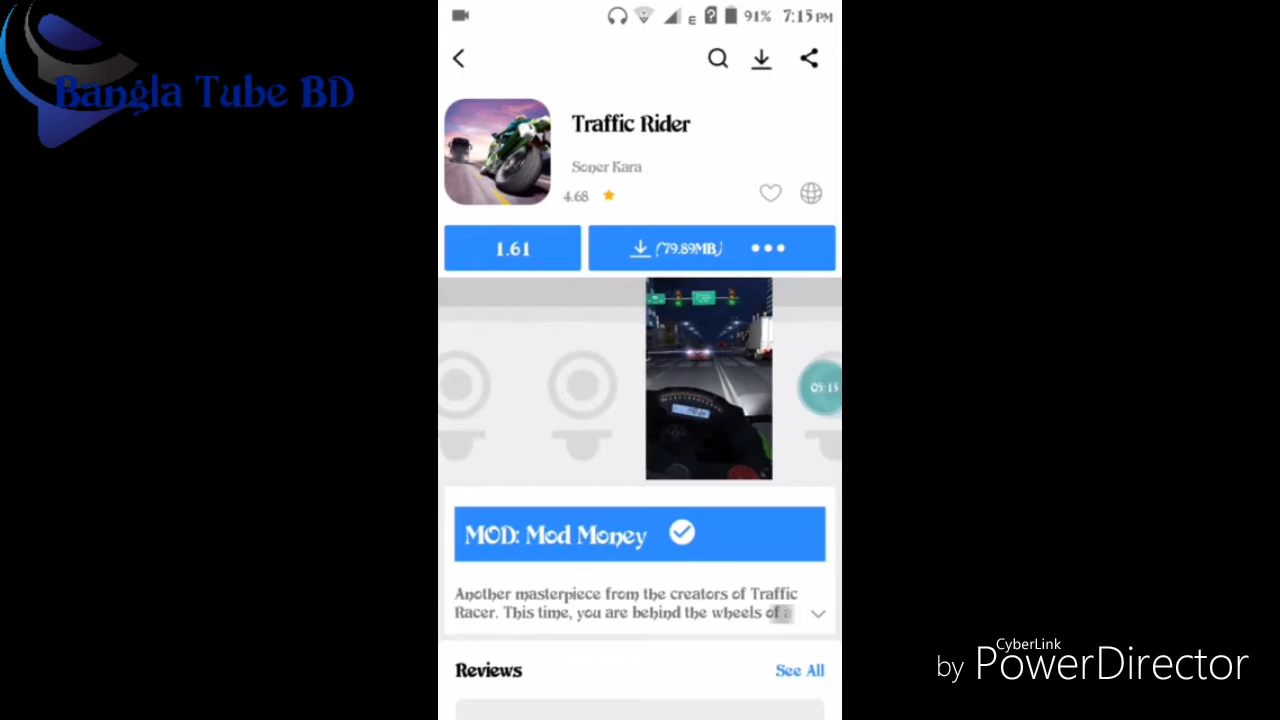 E 91% 7:15 PM
Bangla Tube BD
Traffic Rider
Soner Kara
4.68
1.61
(79.89MB)
05:15
MOD: Mod Money
Another masterpiece from the creators of Traffic
Racer. This time, you are behind the wheels of a
Reviews
See All
CyberLink
by PowerDirector